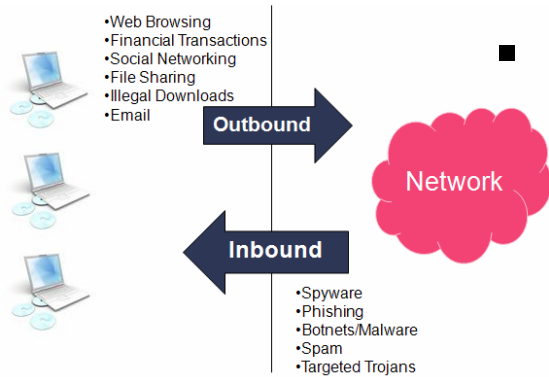 •Web Browsing
•Financial Transactions
•Social Networking
•File Sharing
•Illegal Downloads
•Email
Outbound
Network
Inbound
•Spyware
•Phishing
•Botnets/Malware
•Spam
•Targeted Trojans